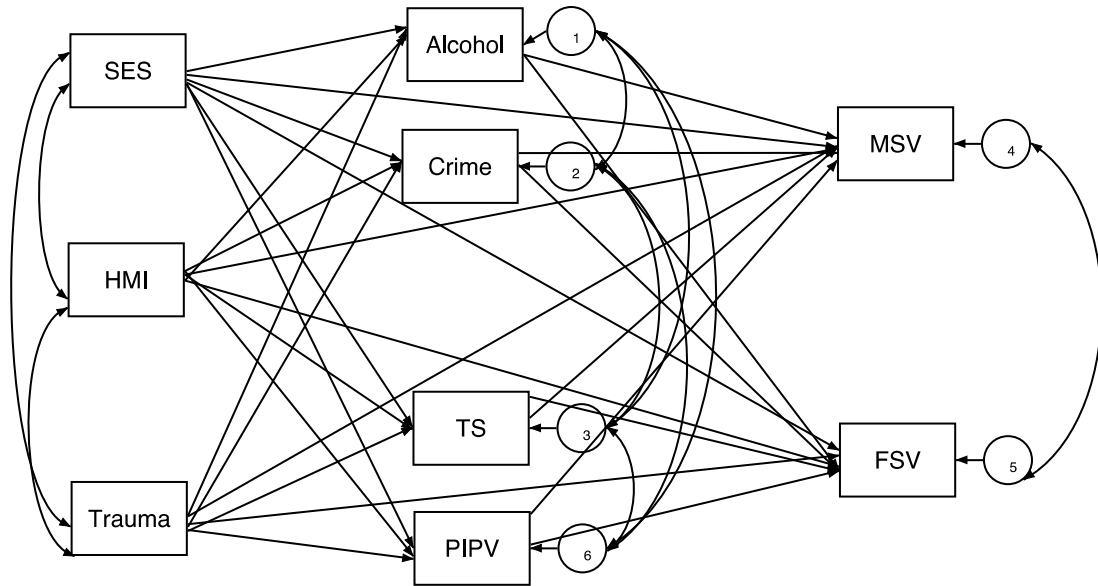 SES
Alcohol
1
MSV
4
Crime
2
HMI
TS
3
FSV
5
Trauma
PIPV
6